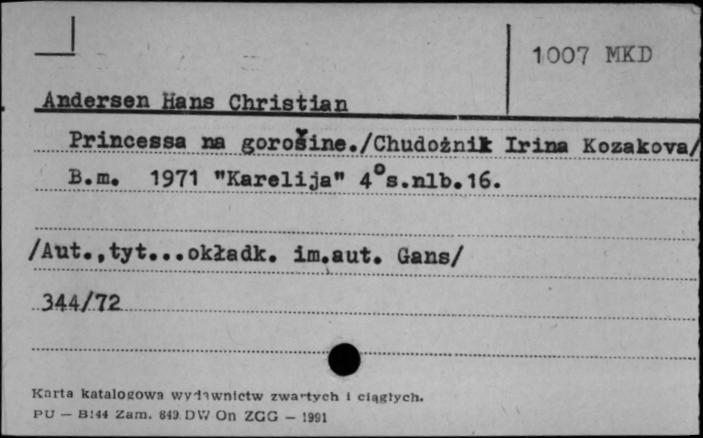 1007 MKD
Andersen Hans Christian
Princessa na gorošine./Chudožnik Irina Kozakova/
B.m. 1971 "Karelija" 4°s.nlb.16.
/Aut.,tyt...okładk. im.aut. Gans/
344/72
Karta katalogowa wydawnictw zwartych i ciągłych.
PU — B144 Zam. 849 DW On ZGG — 1991